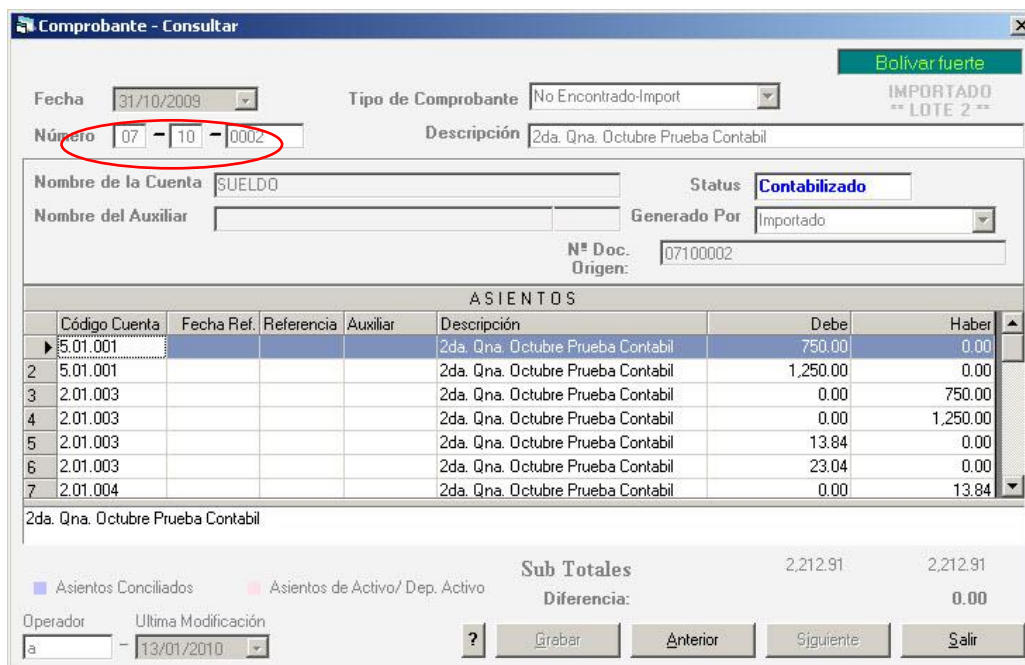 Comprobante - Consultar
Bolívar fuerte
Fecha 31/10/2009 Tipo de Comprobante No Encontrado-Import IMPORTADO
** LOTE 2 **
Número 07 - 10 - 0002 Descripción 2da. Qna. Octubre Prueba Contabil
Nombre de la Cuenta SUELDO Status Contabilizado
Nombre del Auxiliar Generado Por Importado
Nº Doc. Origen: 07100002
ASIENTOS
Código Cuenta Fecha Ref. Referencia Auxiliar Descripción Debe Haber
5.01.001 2da. Qna. Octubre Prueba Contabil 750.00 0.00
2 5.01.001 2da. Qna. Octubre Prueba Contabil 1,250.00 0.00
3 2.01.003 2da. Qna. Octubre Prueba Contabil 0.00 750.00
4 2.01.003 2da. Qna. Octubre Prueba Contabil 0.00 1,250.00
5 2.01.003 2da. Qna. Octubre Prueba Contabil 13.84 0.00
6 2.01.003 2da. Qna. Octubre Prueba Contabil 23.04 0.00
7 2.01.004 2da. Qna. Octubre Prueba Contabil 0.00 13.84
2da. Qna. Octubre Prueba Contabil
Sub Totales 2,212.91 2,212.91
Asientos Conciliados Asientos de Activo/ Dep. Activo
Diferencia: 0.00
Operador Ultima Modificación
a - 13/01/2010 ? Grabar Anterior Siguiente Salir